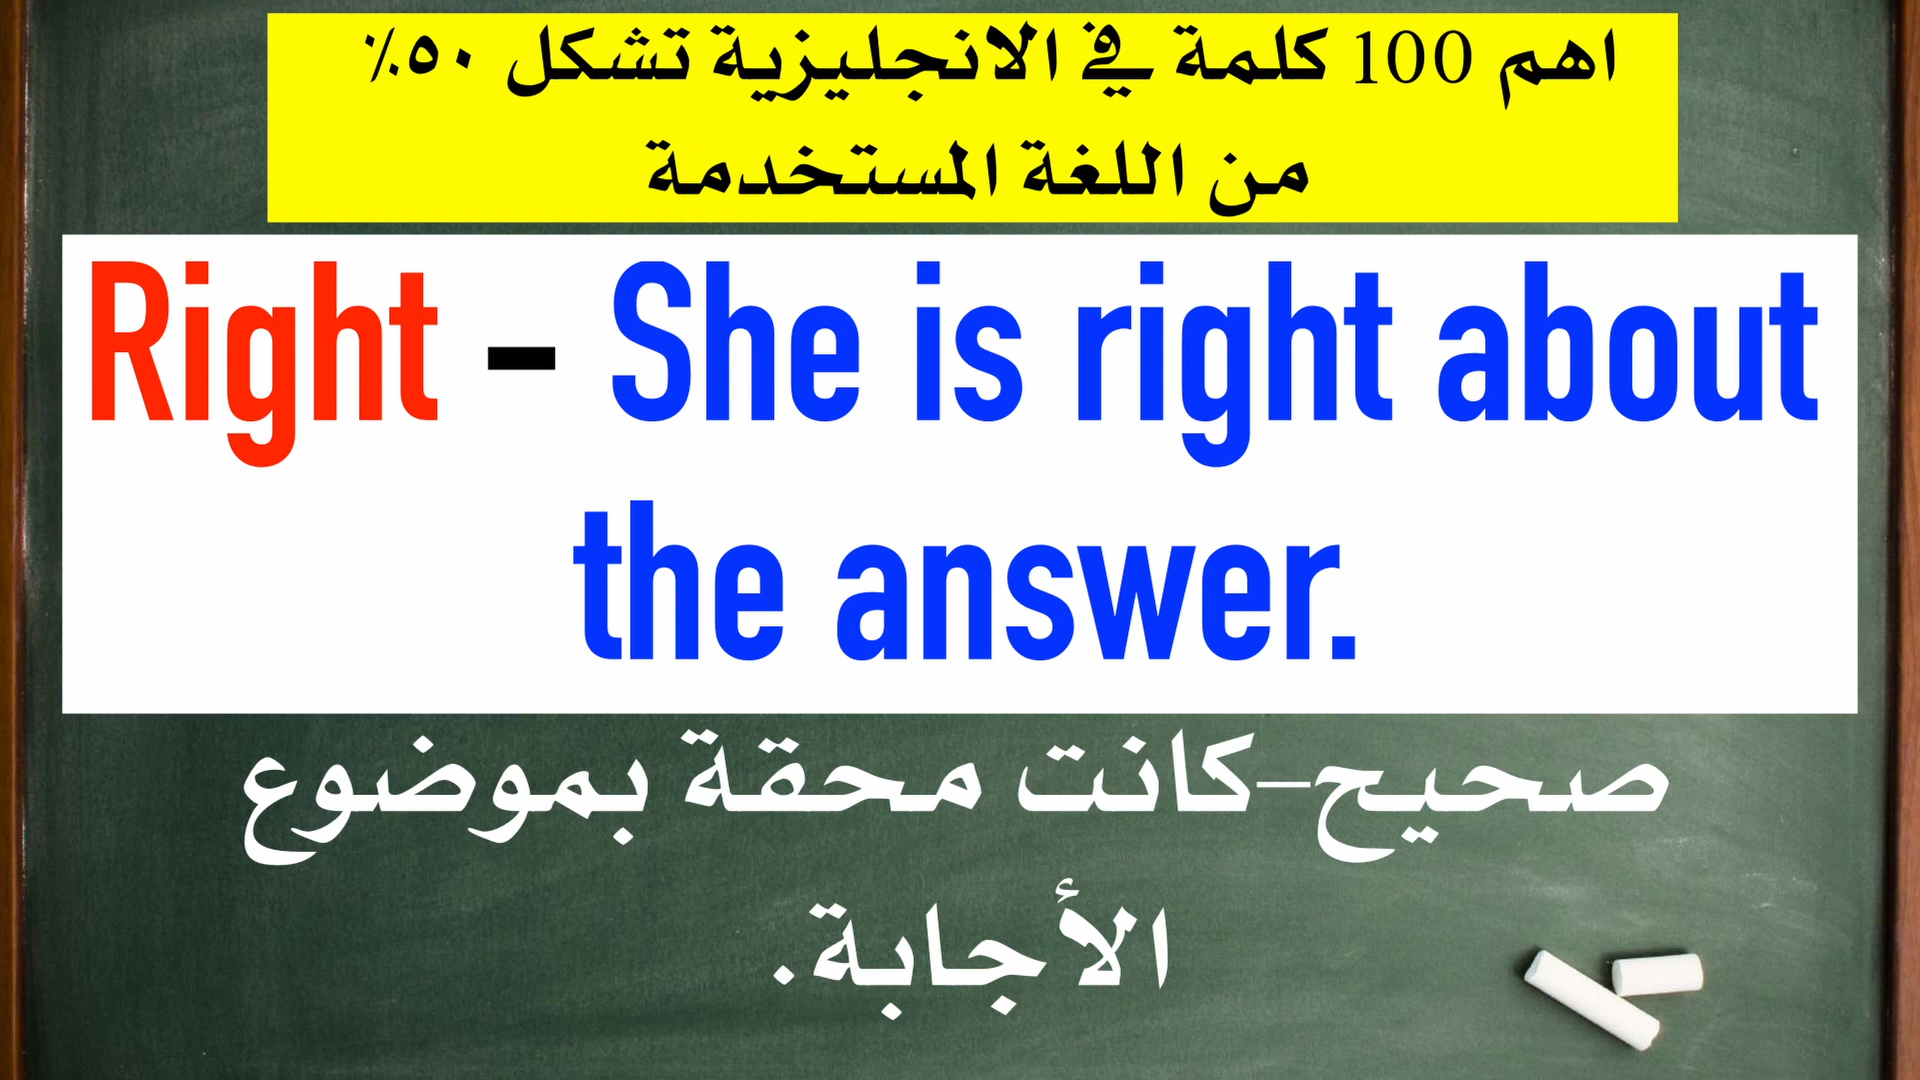 اهم 100 كلمة في الانجليزية تشكل ٥٠٪
من اللغة المستخدمة
Right - She is right about
the answer.
صحيح-كانت محقة بموضوع
الأجابة.